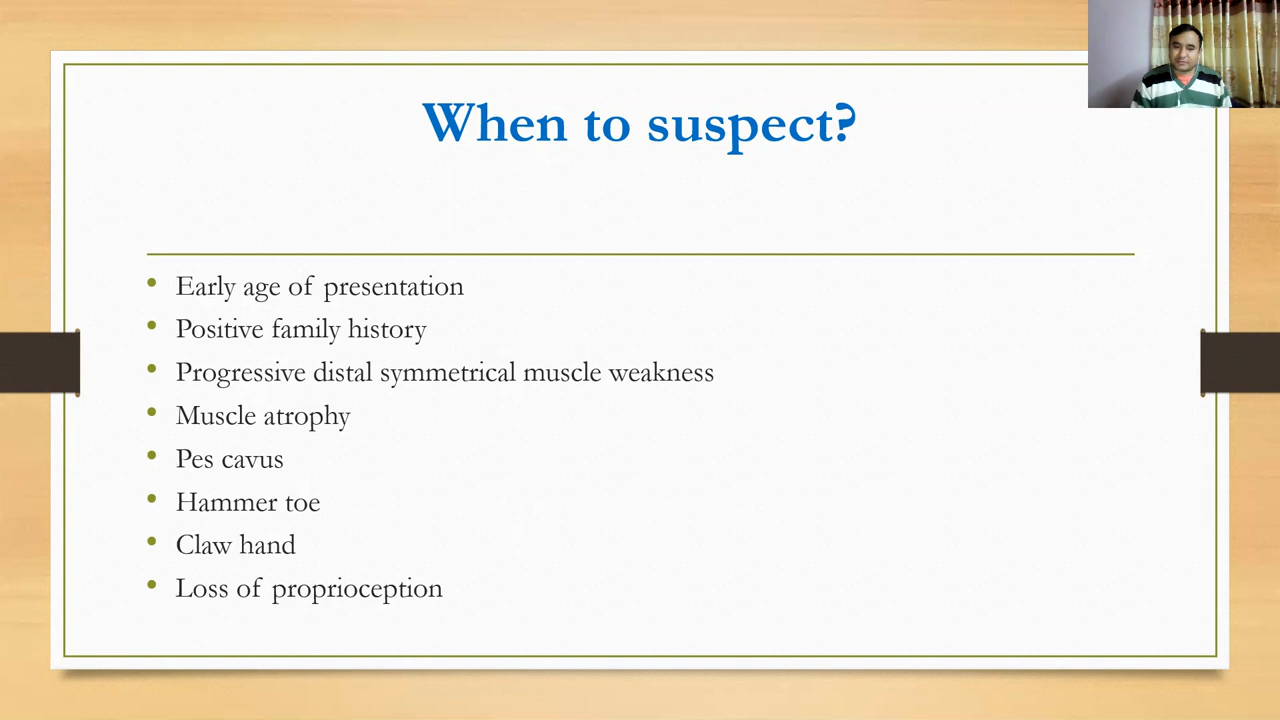 When to suspect?
• Early age of presentation
• Positive family history
• Progressive distal symmetrical muscle weakness
• Muscle atrophy
• Pes cavus
• Hammer toe
• Claw hand
• Loss of proprioception